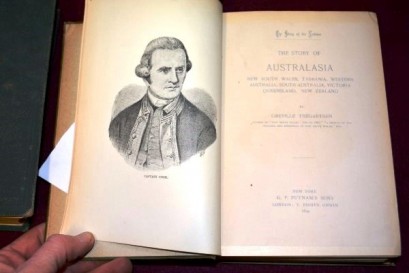 CAPTAIN COOK.
The Story of the Nations
THE STORY OF
AUSTRALASIA
NEW SOUTH WALES, TASMANIA, WESTERN
AUSTRALIA, SOUTH AUSTRALIA, VICTORIA
QUEENSLAND, NEW ZEALAND
BY
GREVILLE TREGARTHEN
NEW YORK
G. P. PUTNAM'S SONS
LONDON: T. FISHER UNWIN